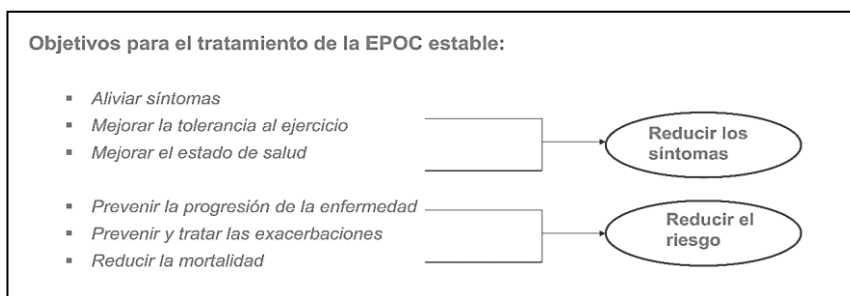 Objetivos para el tratamiento de la EPOC estable:
▪ Aliviar síntomas
▪ Mejorar la tolerancia al ejercicio
▪ Mejorar el estado de salud
Reducir los
síntomas
▪ Prevenir la progresión de la enfermedad
▪ Prevenir y tratar las exacerbaciones
▪ Reducir la mortalidad
Reducir el
riesgo